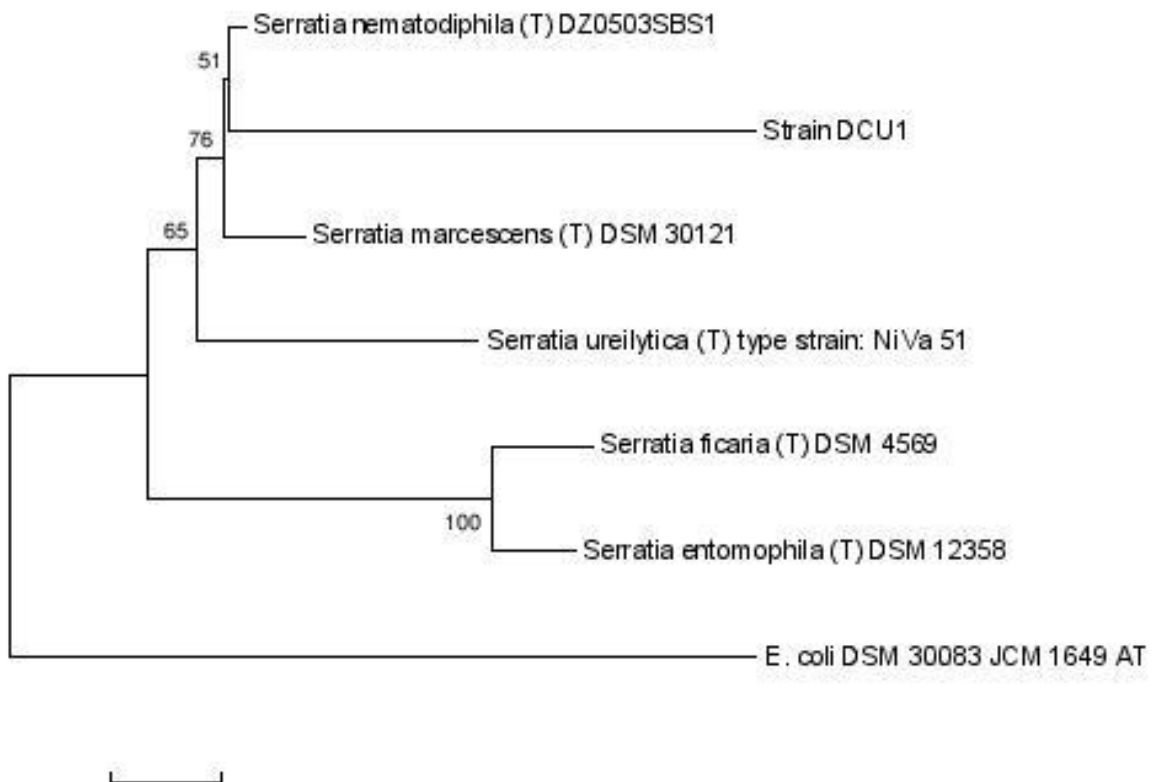 Serratia nematodiphila (T) DZ0503SBS1
51
Strain DCU1
76
Serratia marcescens (T) DSM 30121
65
Serratia ureilytica (T) type strain: NiVa 51
Serratia ficaria (T) DSM 4569
100
Serratia entomophila (T) DSM 12358
E. coli DSM 30083 JCM 1649 AT